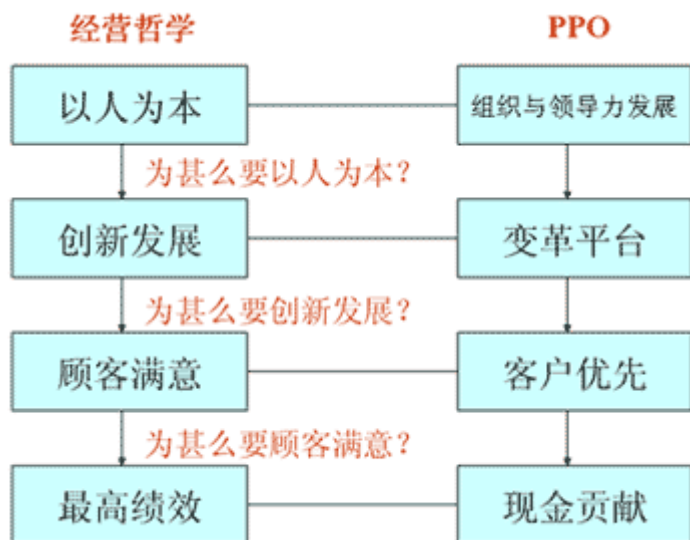 经营哲学
PPO
以人为本
组织与领导力发展
为甚么要以人为本?
创新发展
变革平台
为甚么要创新发展?
顾客满意
客户优先
为甚么要顾客满意?
最高绩效
现金贡献